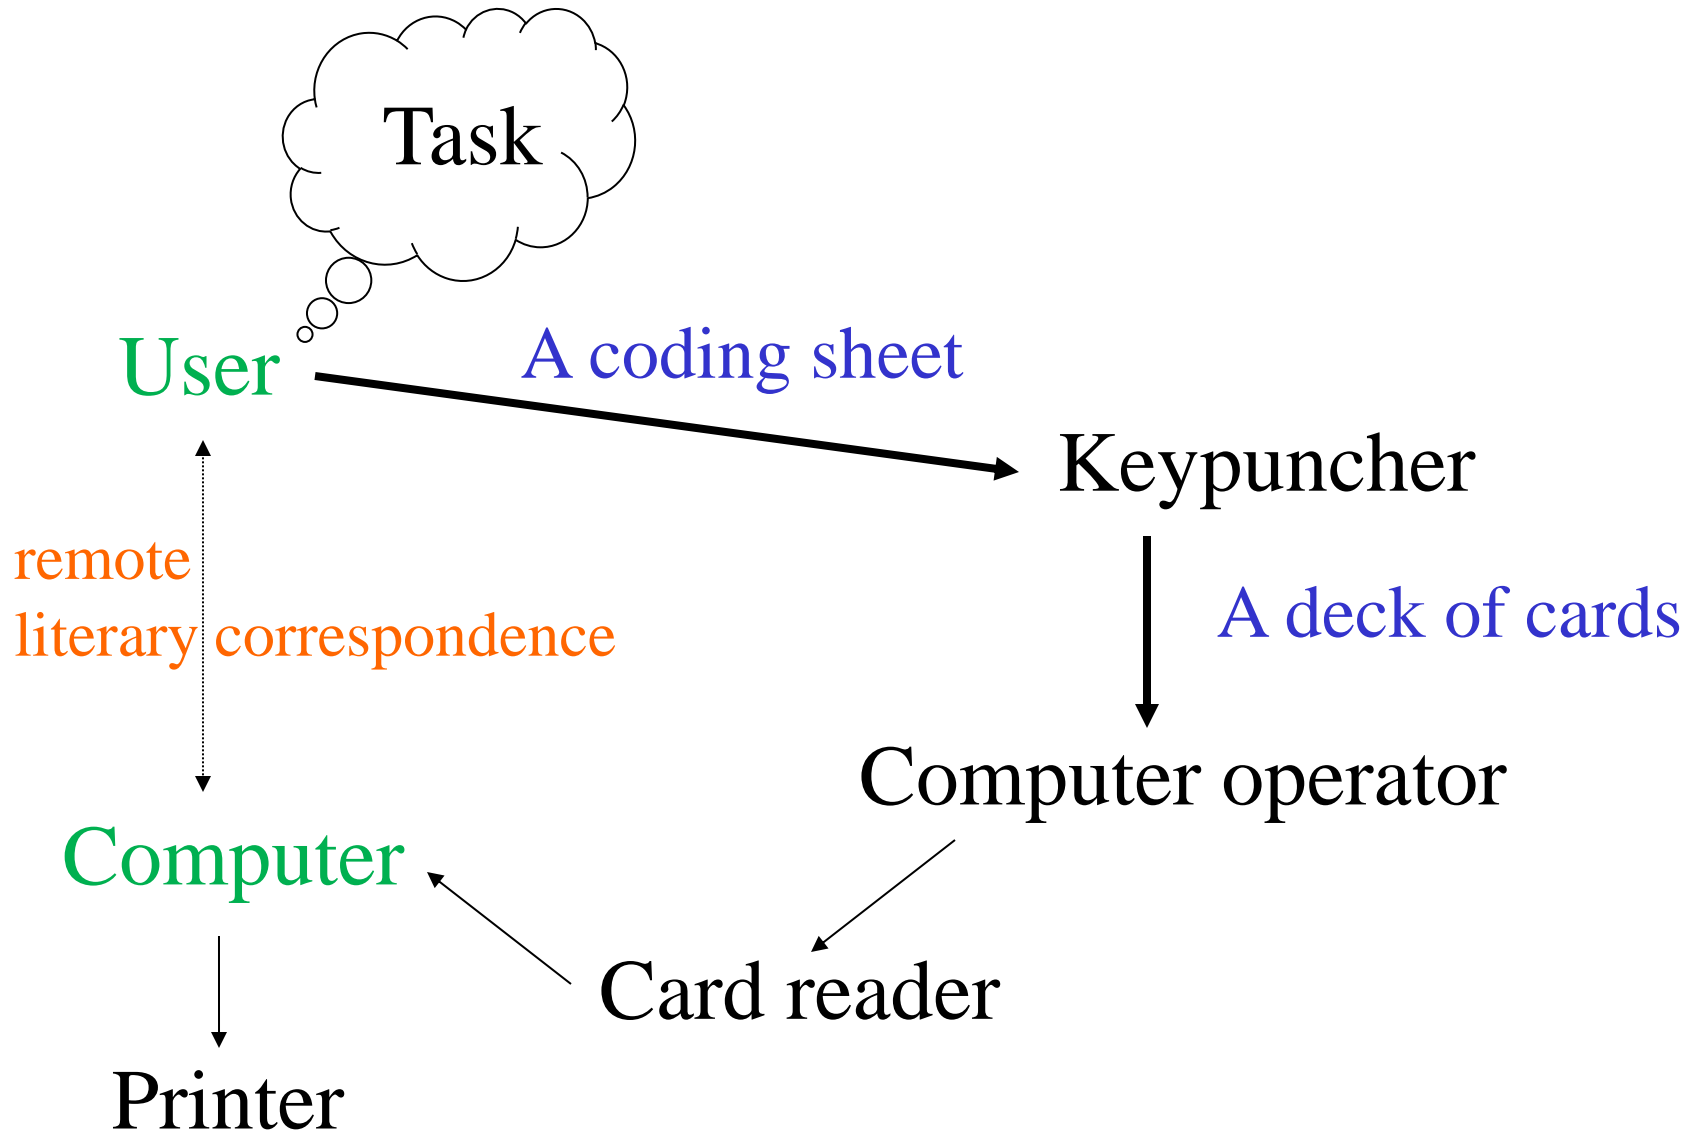 Task
User
A coding sheet
Keypuncher
remote
literary correspondence
A deck of cards
Computer operator
Computer
Card reader
Printer